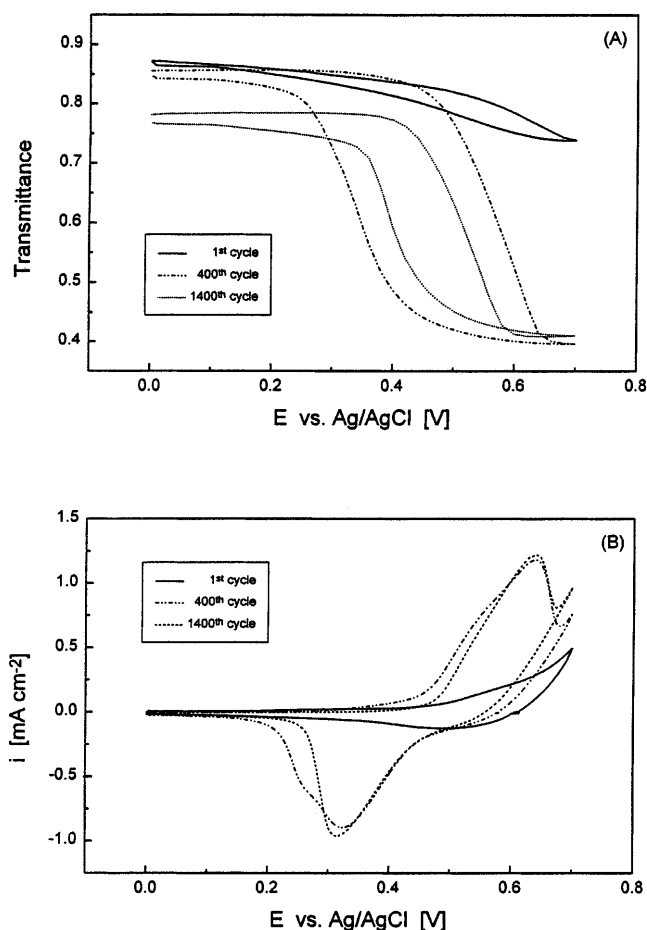 (A)
0.9
0.8
0.7
0.6
0.5
0.4
Transmittance
1st cycle
400th cycle
1400th cycle
0.0 0.2 0.4 0.6 0.8
E vs. Ag/AgCl [V]
(B)
1.5
1.0
0.5
0.0
-0.5
-1.0
i [mA cm-2]
1st cycle
400th cycle
1400th cycle
0.0 0.2 0.4 0.6 0.8
E vs. Ag/AgCl [V]